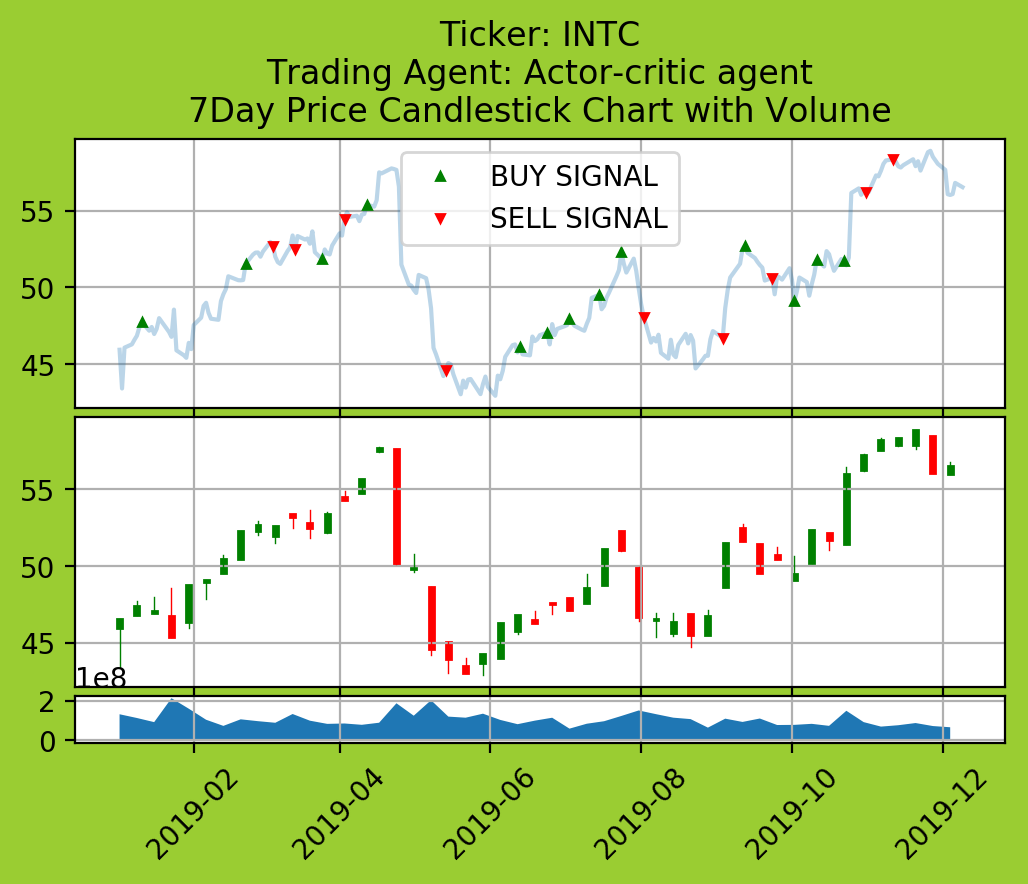 Ticker: INTC
Trading Agent: Actor-critic agent
7Day Price Candlestick Chart with Volume
BUY SIGNAL
SELL SIGNAL
55
50
45
55
50
45
1e8
2
0
2019-02
2019-04
2019-06
2019-08
2019-10
2019-12